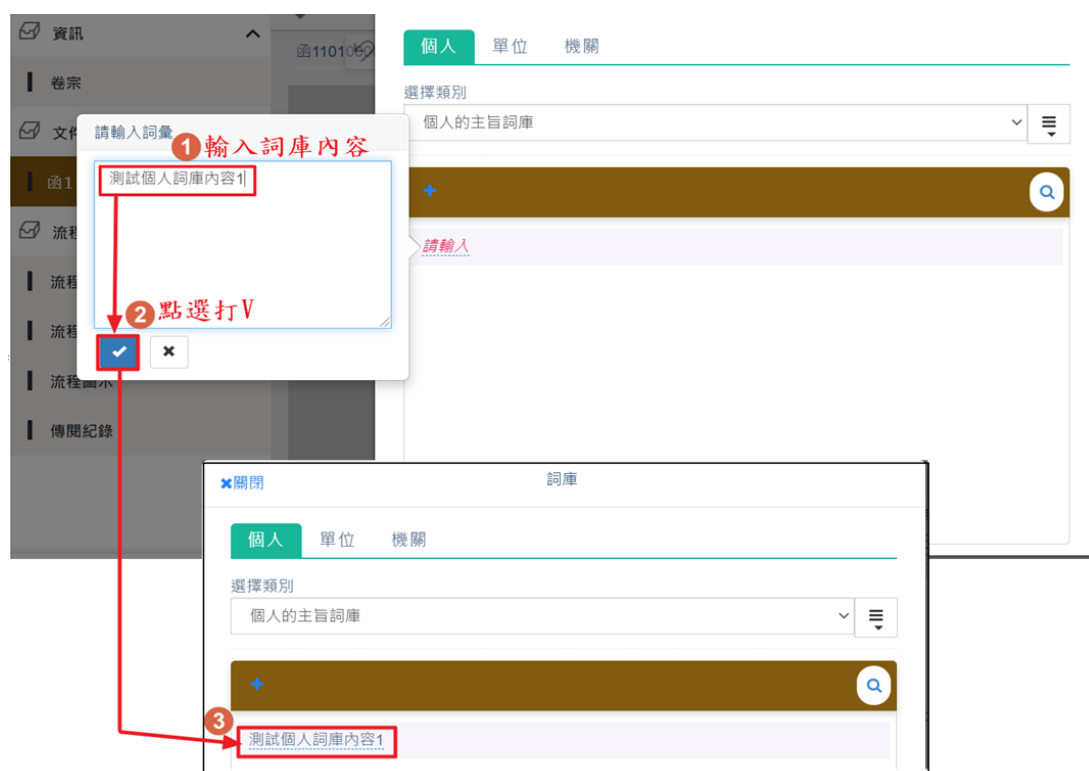 資訊
函1101060
個人 單位 機關
卷宗
選擇類別
個人的主旨詞庫
文件
請輸入詞彙
1 輸入詞庫內容
測試個人詞庫內容1
函11
流程
請輸入
流程
2 點選打V
流程
流程圖示
傳閱紀錄
關閉
詞庫
個人 單位 機關
選擇類別
個人的主旨詞庫
3
測試個人詞庫內容1